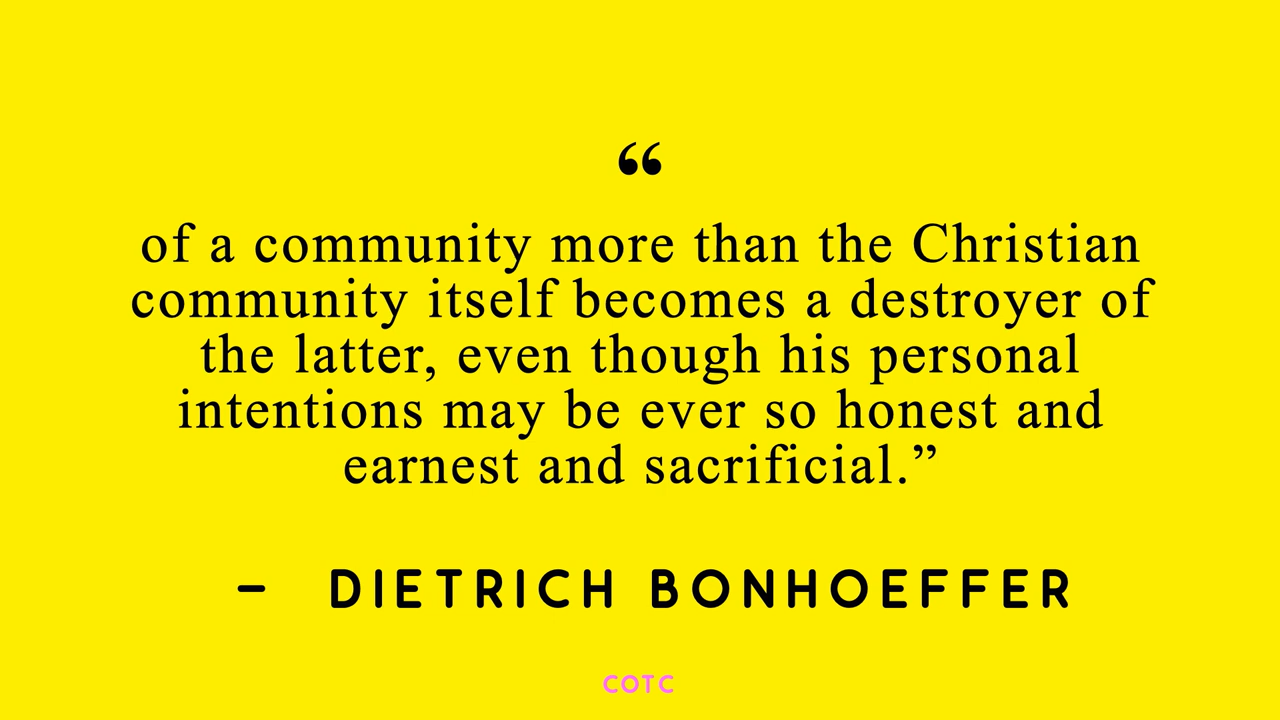 “
of a community more than the Christian
community itself becomes a destroyer of
the latter, even though his personal
intentions may be ever so honest and
earnest and sacrificial.”
– DIETRICH BONHOEFFER
COTC